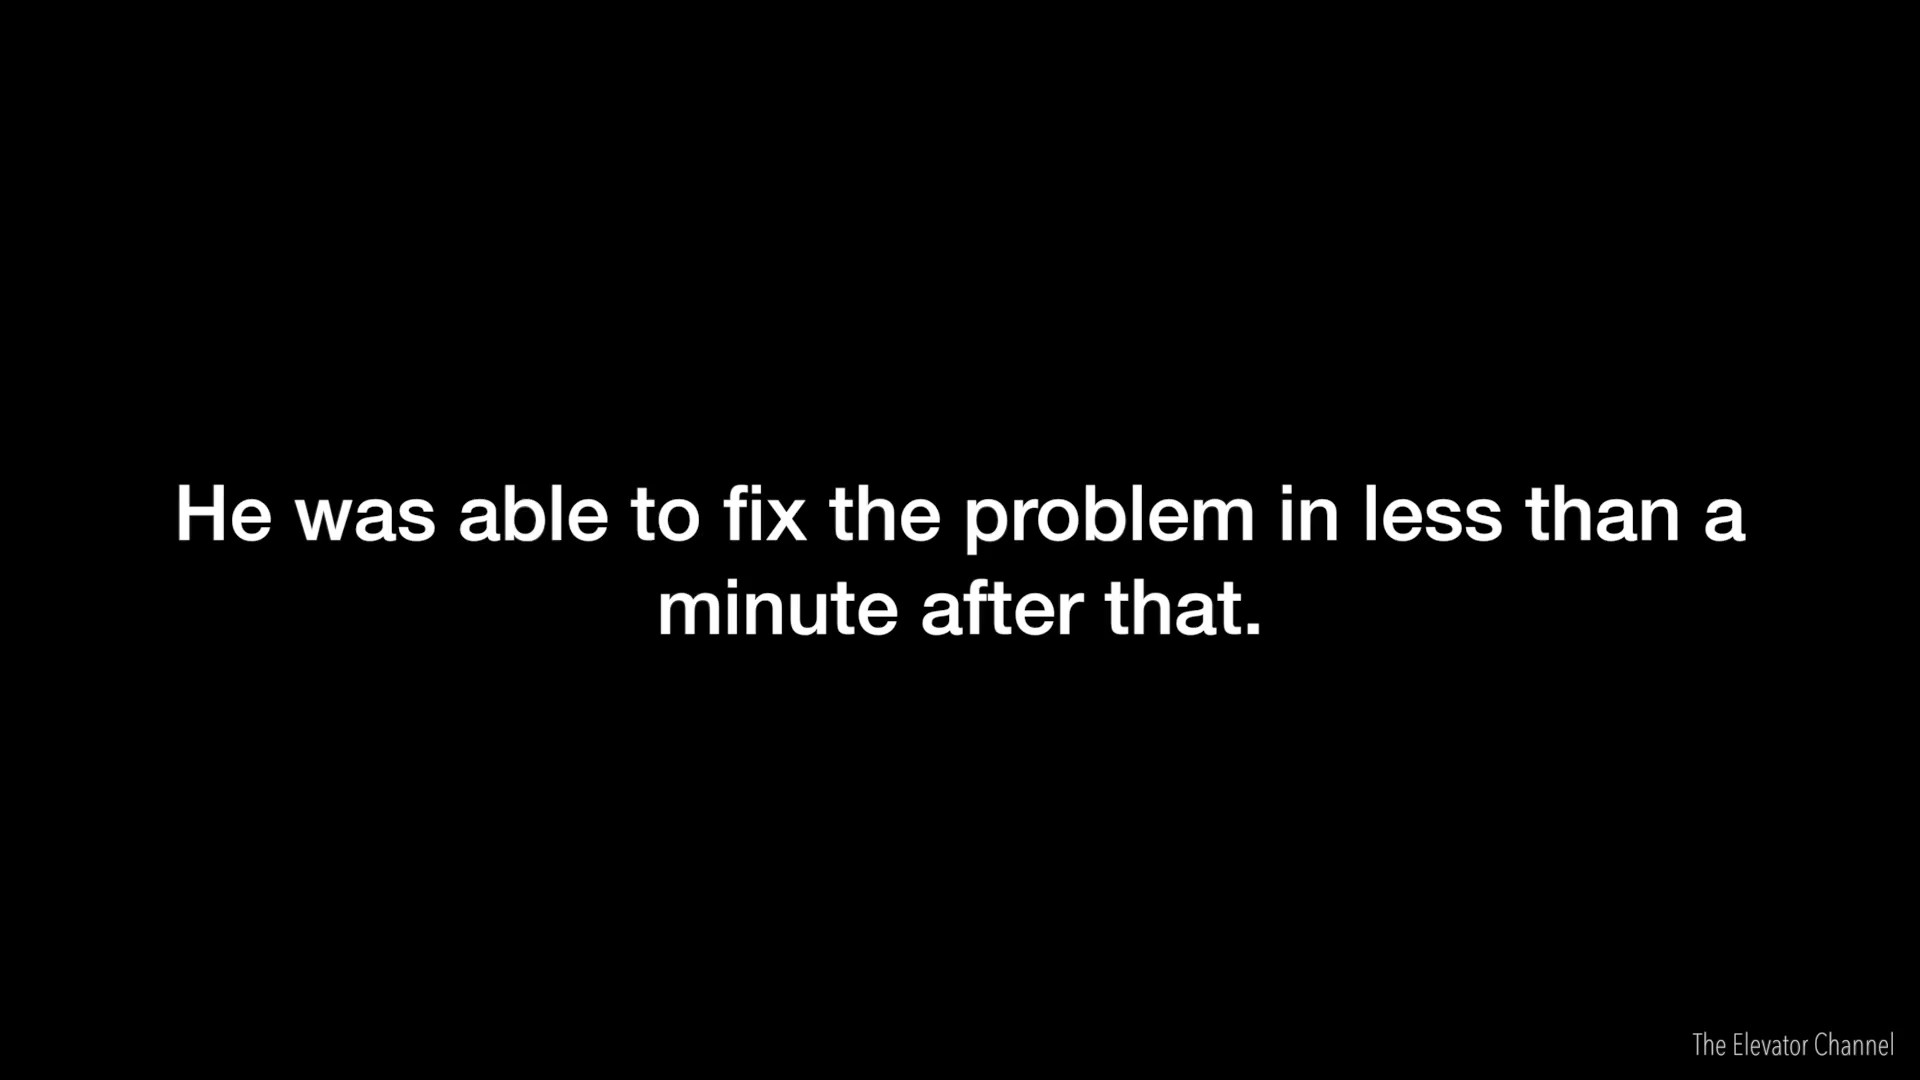 He was able to fix the problem in less than a
minute after that.
The Elevator Channel